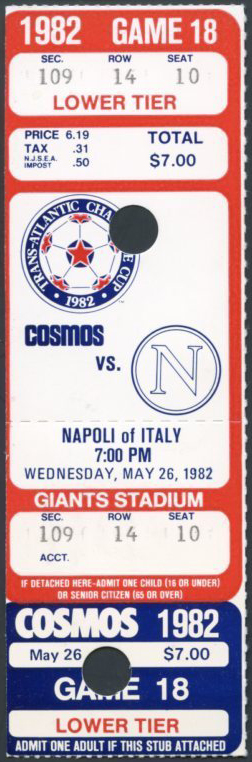 1982 GAME 18
SEC. ROW SEAT
109 14 10
LOWER TIER
PRICE 6.19
TAX .31
N.J.S.E.A. IMPOST .50
TOTAL
$7.00
TRANS-ATLANTIC CUP
• 1982 •
COSMOS
VS.
N
NAPOLI of ITALY
7:00 PM
WEDNESDAY, MAY 26, 1982
GIANTS STADIUM
SEC. ROW SEAT
109 14 10
ACCT.
IF DETACHED HERE-ADMIT ONE CHILD (16 OR UNDER)
OR SENIOR CITIZEN (65 OR OVER)
COSMOS 1982
May 26 $7.00
GAME 18
LOWER TIER
ADMIT ONE ADULT IF THIS STUB ATTACHED